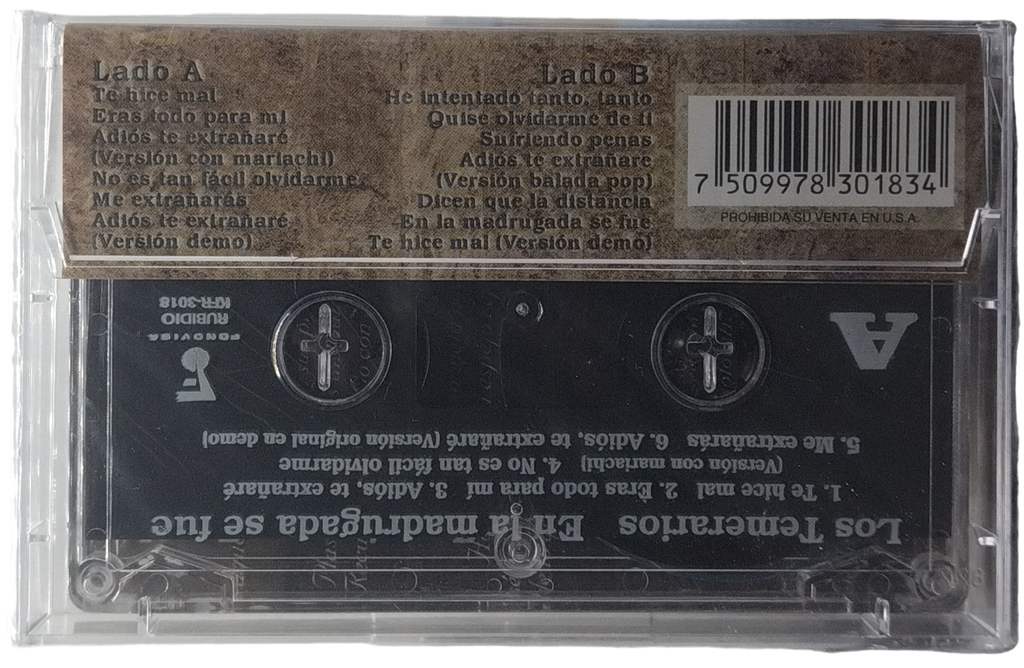 Lado A
Te hice mal
Eras todo para mi
Adiós te extrañaré
(Versión con mariachi)
No es tan fácil olvidarme
Me extrañarás
Adiós te extrañaré
(Versión demo)
Lado B
He intentado tanto, tanto
Quise olvidarme de ti
Sufriendo penas
Adiós te extrañare
(Versión balada pop)
Dicen que la distancia
En la madrugada se fue
Te hice mal (Versión demo)
7 509978 301834
PROHIBIDA SU VENTA EN U.S.A.
Los Temerarios En la madrugada se fue
1. Te hice mal 2. Eras todo para mi 3. Adiós, te extrañaré
(Versión con mariachi) 4. No es tan fácil olvidarme
5. Me extrañarás 6. Adiós, te extrañaré (Versión original en demo)
A
FONOVISA
RUBIDIO
KFR-3018